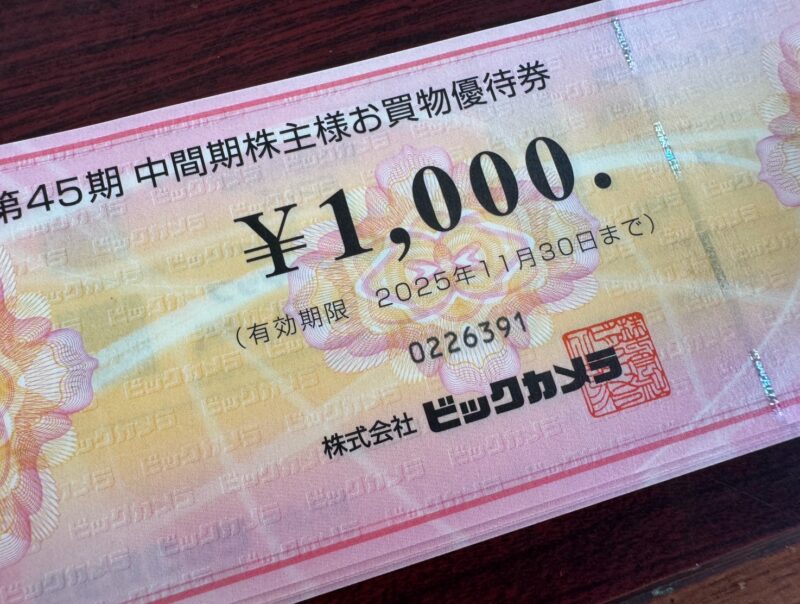 第45期 中間期株主様お買物優待券
￥1,000.
（有効期限　2025年11月30日まで）
0226391
株式会社 ビックカメラ